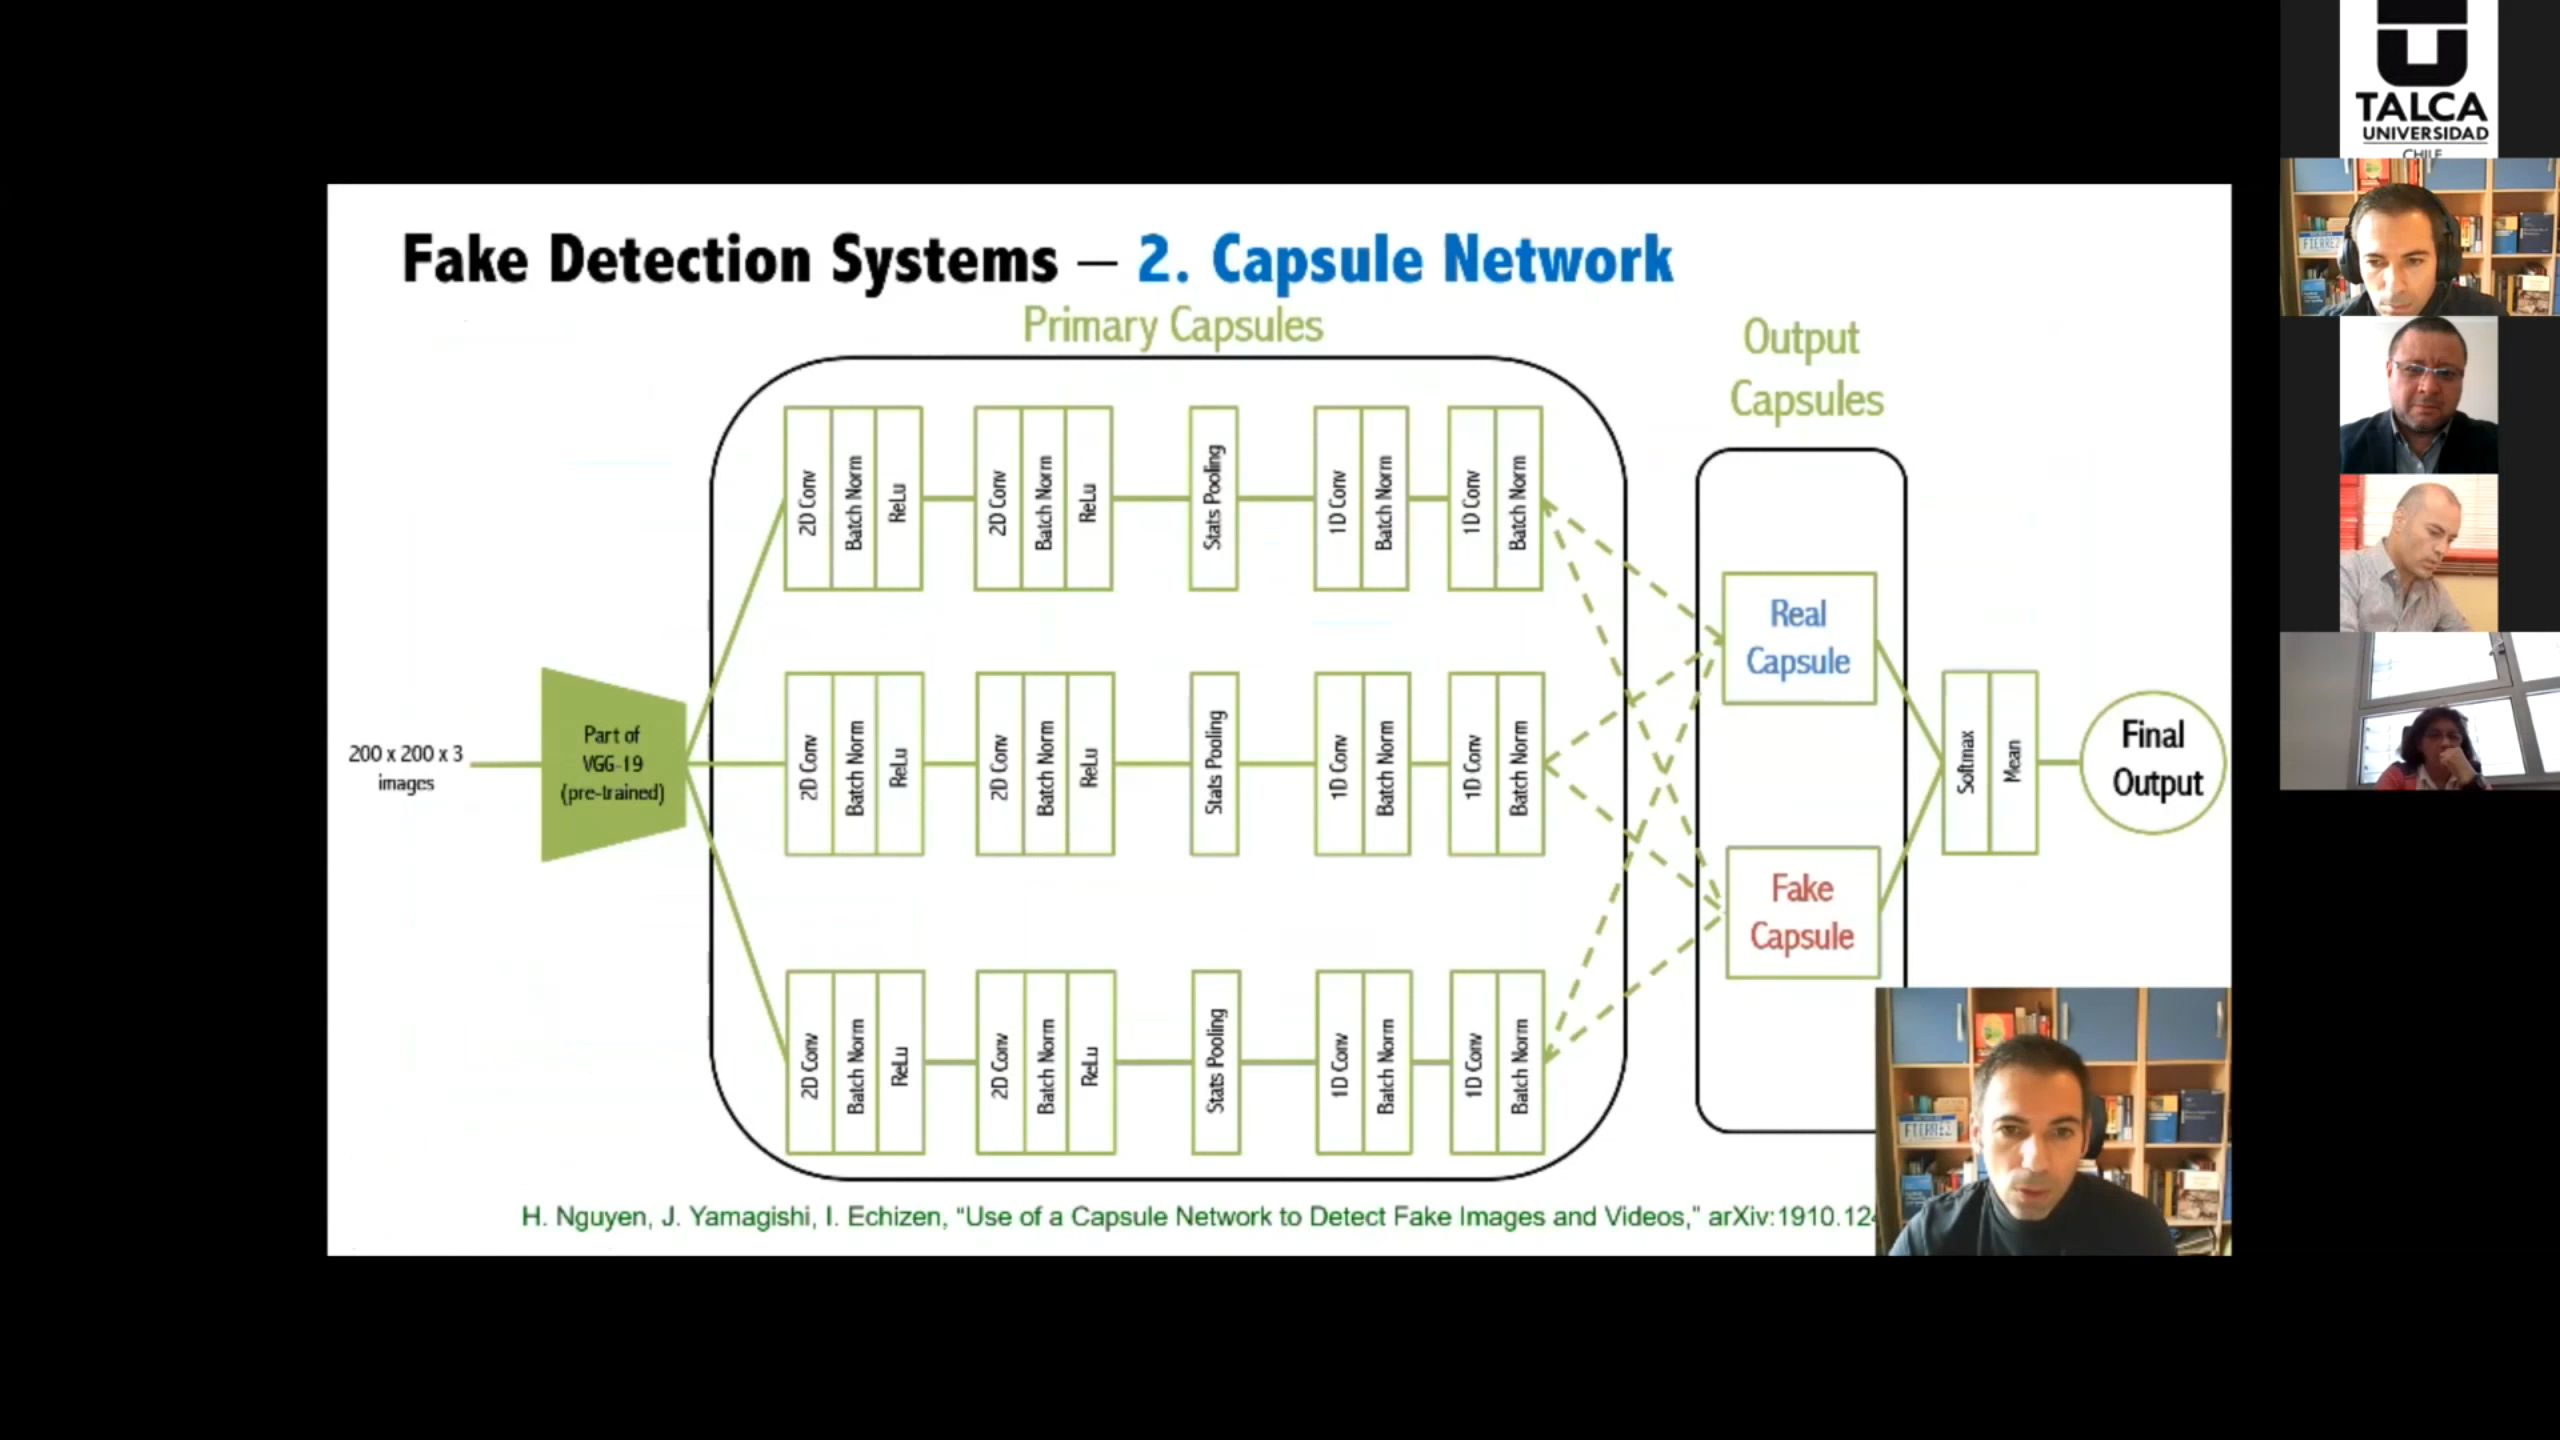 Fake Detection Systems – 2. Capsule Network
Primary Capsules
Output
Capsules
2D Conv
Batch Norm
ReLu
2D Conv
Batch Norm
ReLu
Stats Pooling
1D Conv
Batch Norm
1D Conv
Batch Norm
200 x 200 x 3
images
Part of
VGG-19
(pre-trained)
2D Conv
Batch Norm
ReLu
2D Conv
Batch Norm
ReLu
Stats Pooling
1D Conv
Batch Norm
1D Conv
Batch Norm
2D Conv
Batch Norm
ReLu
2D Conv
Batch Norm
ReLu
Stats Pooling
1D Conv
Batch Norm
1D Conv
Batch Norm
Real
Capsule
Fake
Capsule
Softmax
Mean
Final
Output
H. Nguyen, J. Yamagishi, I. Echizen, “Use of a Capsule Network to Detect Fake Images and Videos,” arXiv:1910.12
FIERREZ
TALCA
UNIVERSIDAD
CHILE
FIERREZ